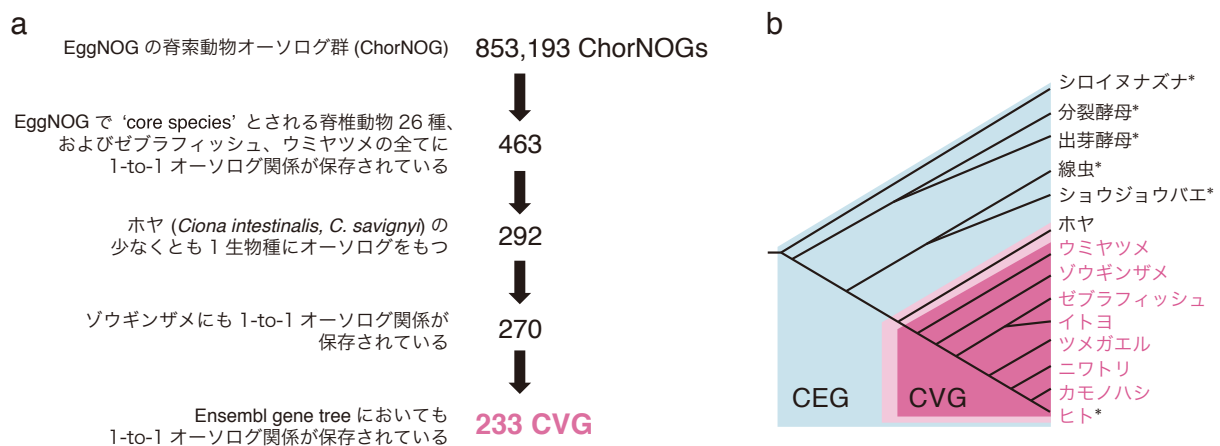 a
EggNOG の脊索動物オーソログ群 (ChorNOG)
853,193 ChorNOGs
EggNOG で 'core species' とされる脊椎動物 26 種、
およびゼブラフィッシュ、ウミヤツメの全てに
1-to-1 オーソログ関係が保存されている
463
ホヤ (Ciona intestinalis, C. savignyi) の
少なくとも 1 生物種にオーソログをもつ
292
ゾウギンザメにも 1-to-1 オーソログ関係が
保存されている
270
Ensembl gene tree においても
1-to-1 オーソログ関係が保存されている
233 CVG
b
シロイヌナズナ*
分裂酵母*
出芽酵母*
線虫*
ショウジョウバエ*
ホヤ
ウミヤツメ
ゾウギンザメ
ゼブラフィッシュ
イトヨ
ツメガエル
ニワトリ
カモノハシ
ヒト*
CEG
CVG